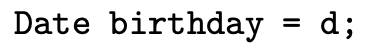 Date birthday = d;